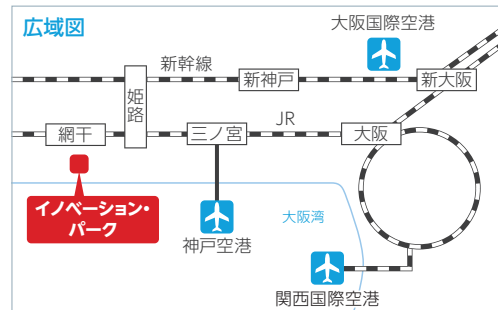 広域図
大阪国際空港
新幹線
新神戸
新大阪
姫路
JR
網干
三ノ宮
大阪
イノベーション・
パーク
神戸空港
大阪湾
関西国際空港